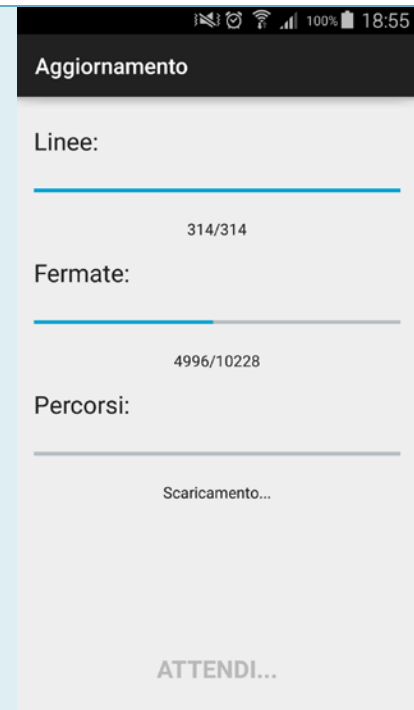 100% 18:55
Aggiornamento
Linee:
314/314
Fermate:
4996/10228
Percorsi:
Scaricamento...
ATTENDI...